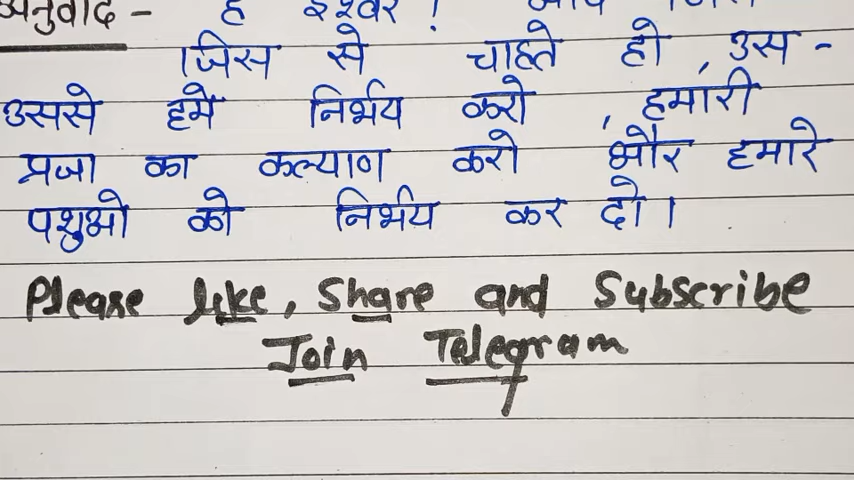 अनुवाद - हे ईश्वर ! आप जिस
जिस से चाहते हो, उस -
उससे हमें निर्भय करो, हमारी
प्रजा का कल्याण करो और हमारे
पशुओ को निर्भय कर दो।
Please like, Share and Subscribe
Join Telegram